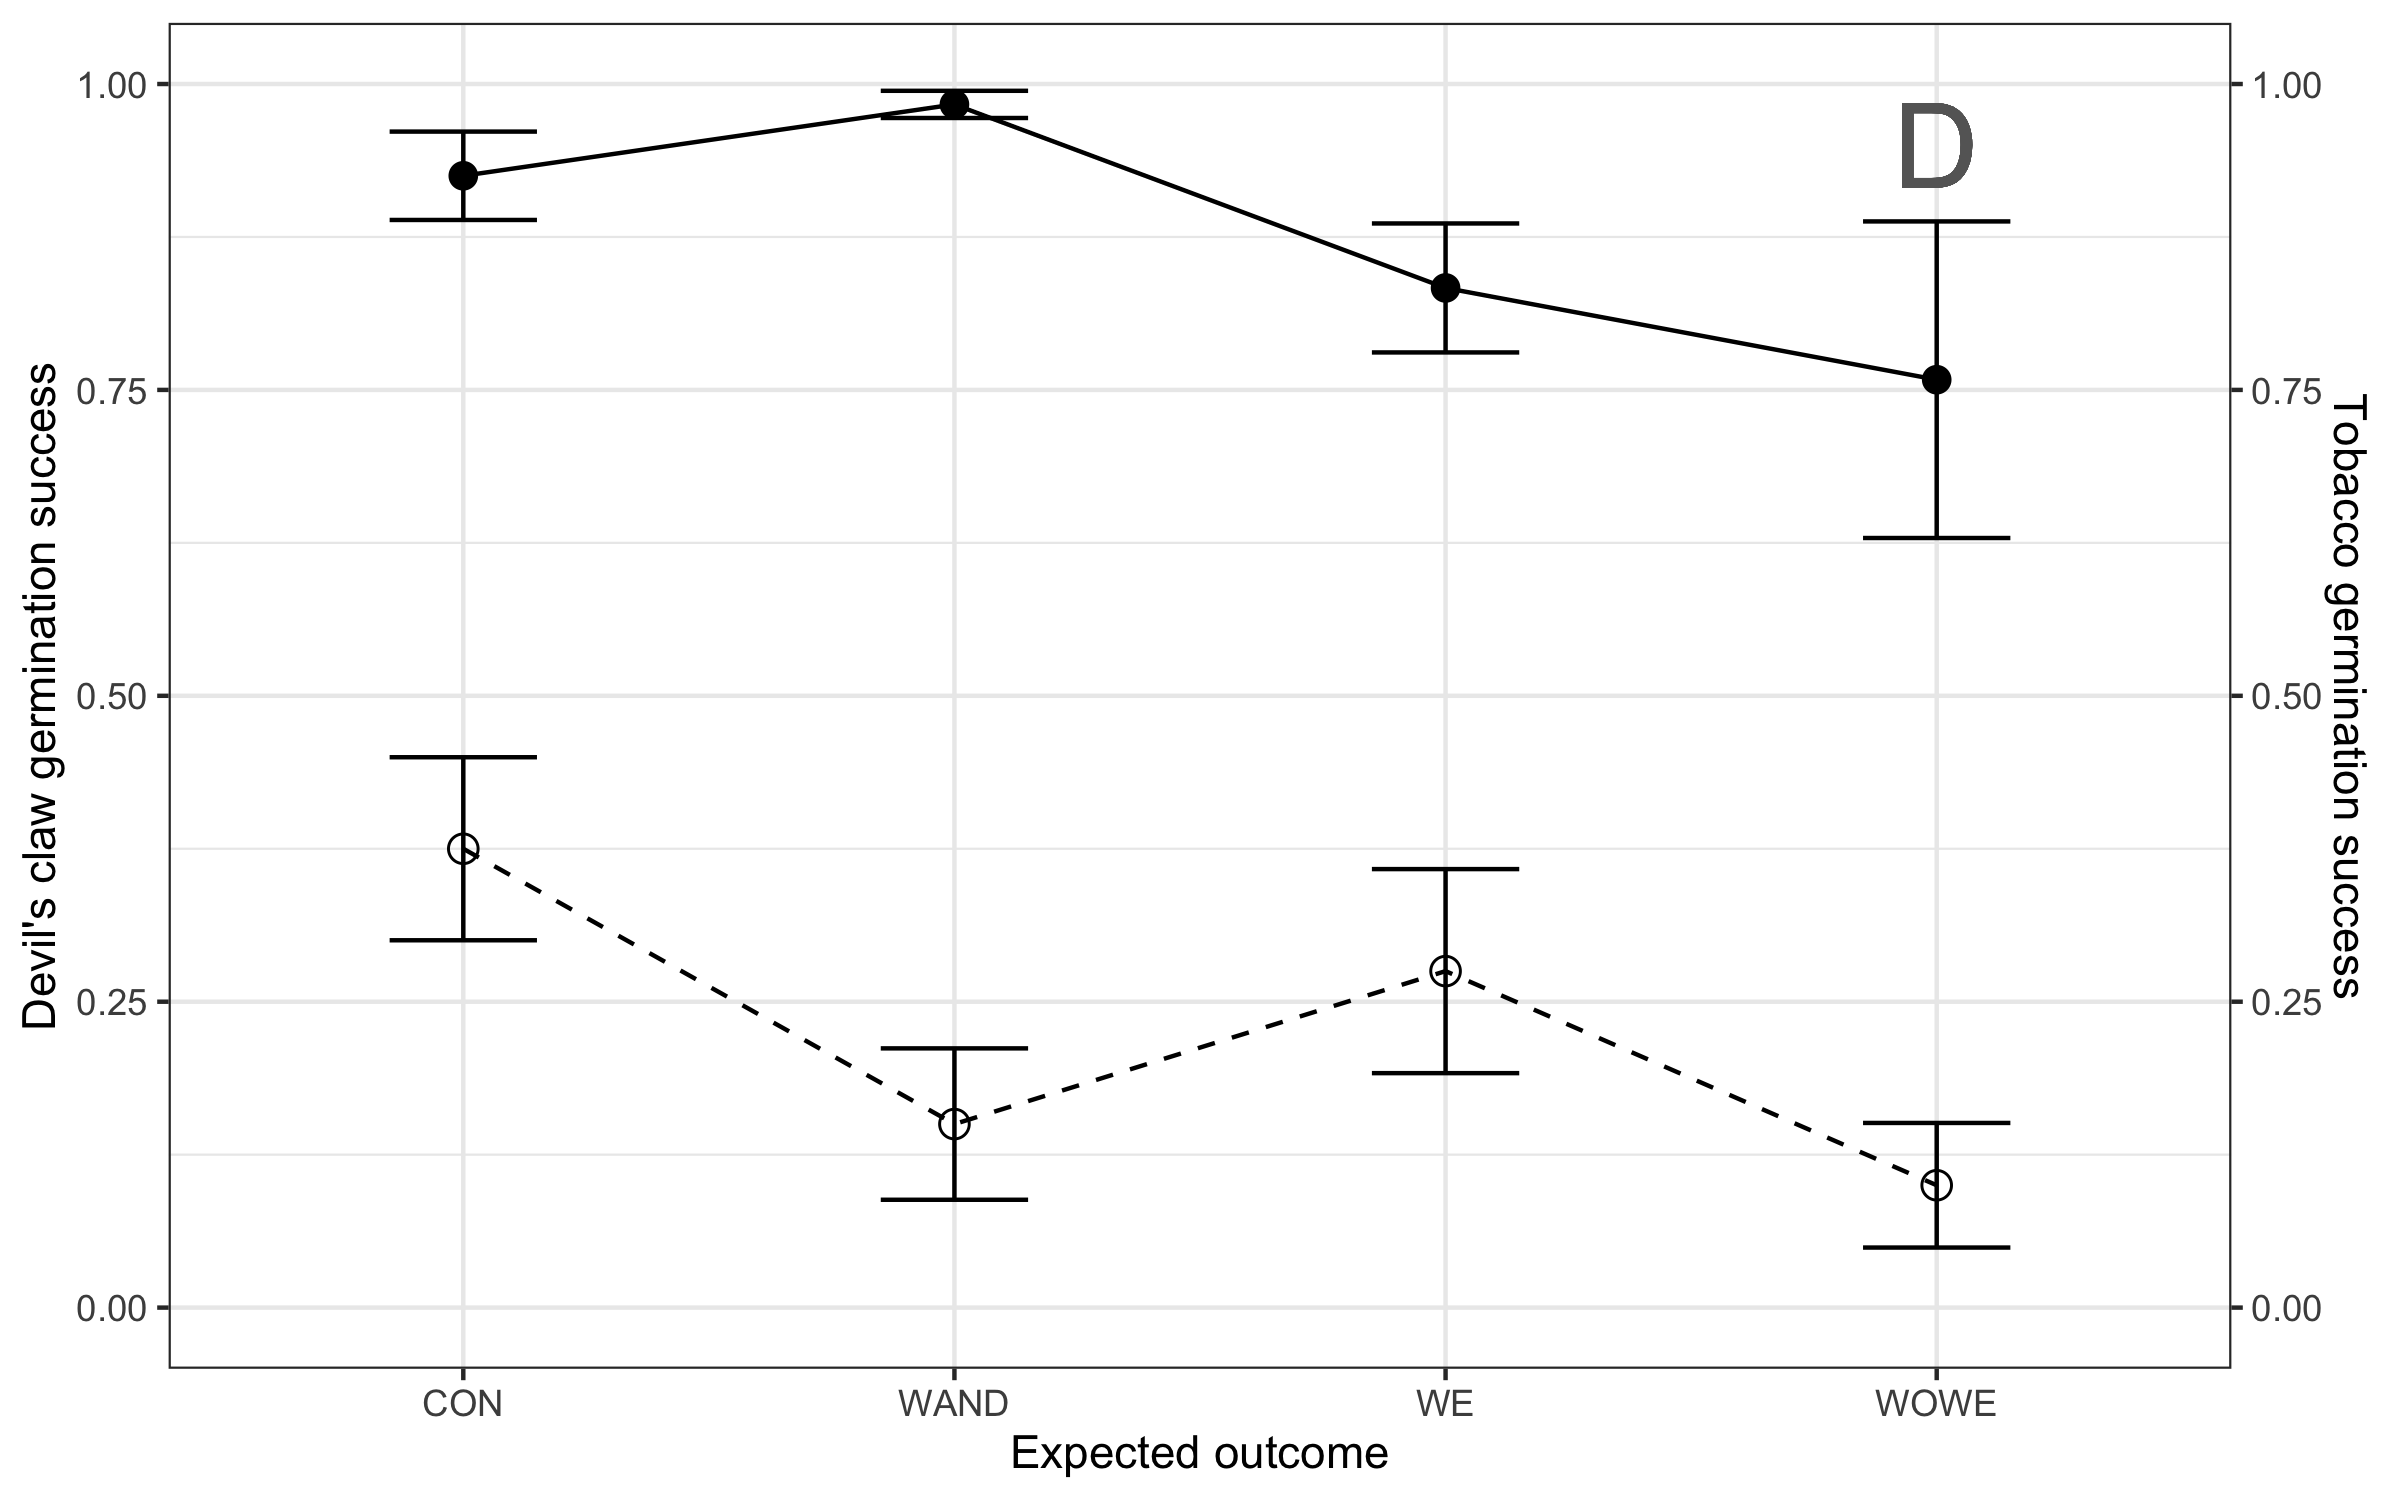 D
Devil's claw germination success
1.00
0.75
0.50
0.25
0.00
1.00
0.75
0.50
0.25
0.00
Tobacco germination success
CON
WAND
WE
WOWE
Expected outcome